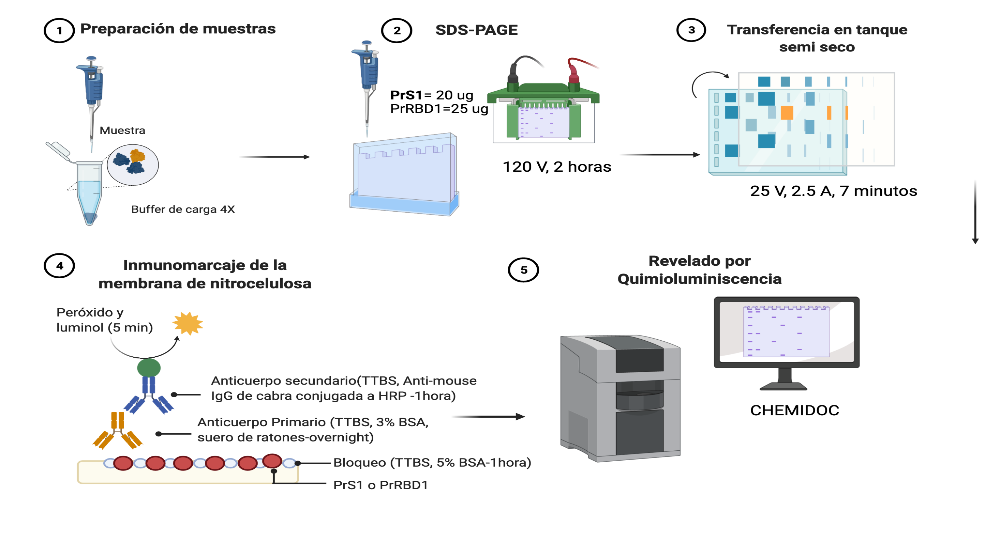 1
Preparación de muestras
Muestra
Buffer de carga 4X
2
SDS-PAGE
PrS1= 20 ug
PrRBD1=25 ug
120 V, 2 horas
3
Transferencia en tanque
semi seco
25 V, 2.5 A, 7 minutos
4
Inmunomarcaje de la
membrana de nitrocelulosa
Peróxido y
luminol (5 min)
Anticuerpo secundario(TTBS, Anti-mouse
IgG de cabra conjugada a HRP -1hora)
Anticuerpo Primario (TTBS, 3% BSA,
suero de ratones-overnight)
Bloqueo (TTBS, 5% BSA-1hora)
PrS1 o PrRBD1
5
Revelado por
Quimioluminiscencia
CHEMIDOC